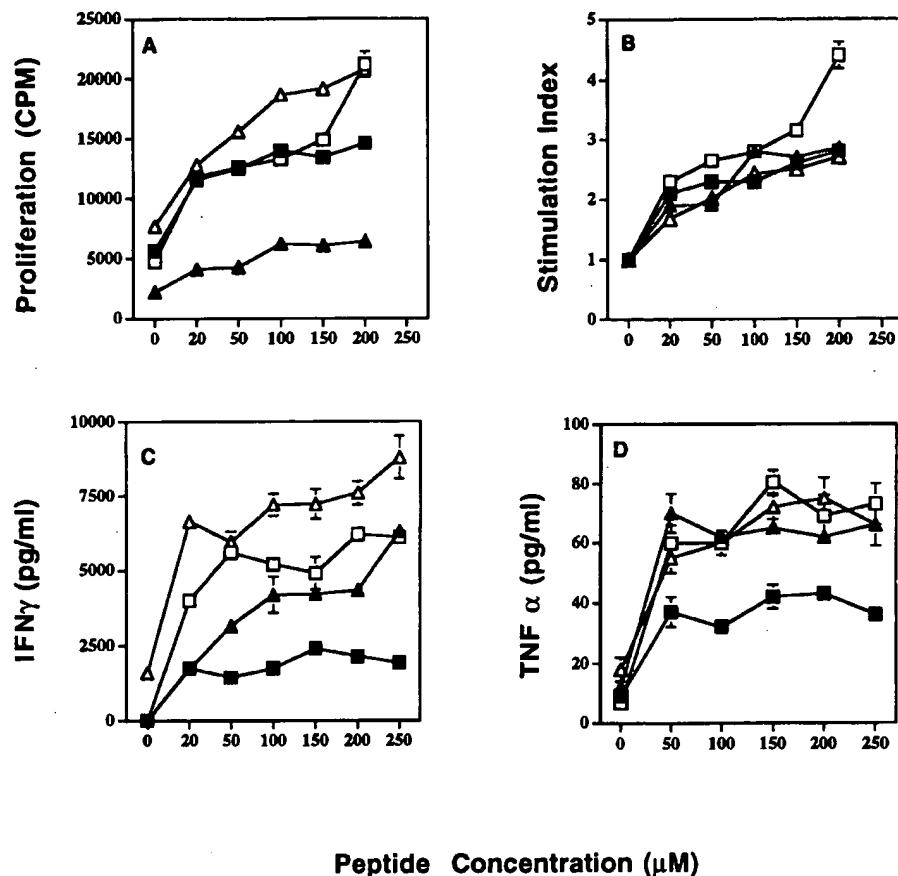 A
Proliferation (CPM)
25000
20000
15000
10000
5000
0
0 20 50 100 150 200 250
B
Stimulation Index
5
4
3
2
1
0
0 20 50 100 150 200 250
C
IFNγ (pg/ml)
10000
7500
5000
2500
0
0 20 50 100 150 200 250
D
TNF α (pg/ml)
100
80
60
40
20
0
0 50 100 150 200 250
Peptide Concentration (μM)